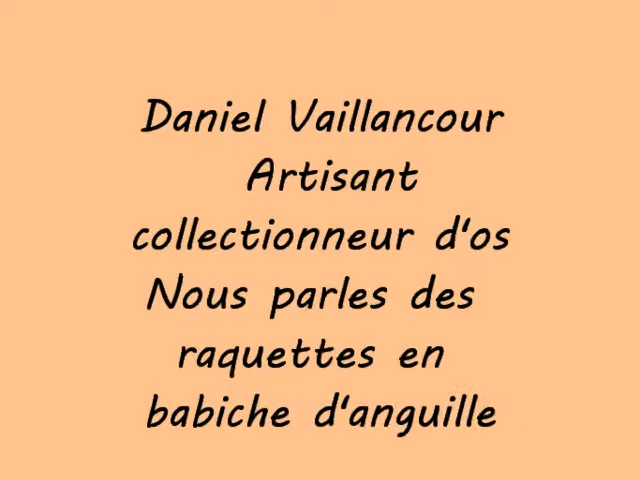 Daniel Vaillancour
Artisant
collectionneur d'os
Nous parles des
raquettes en
babiche d'anguille